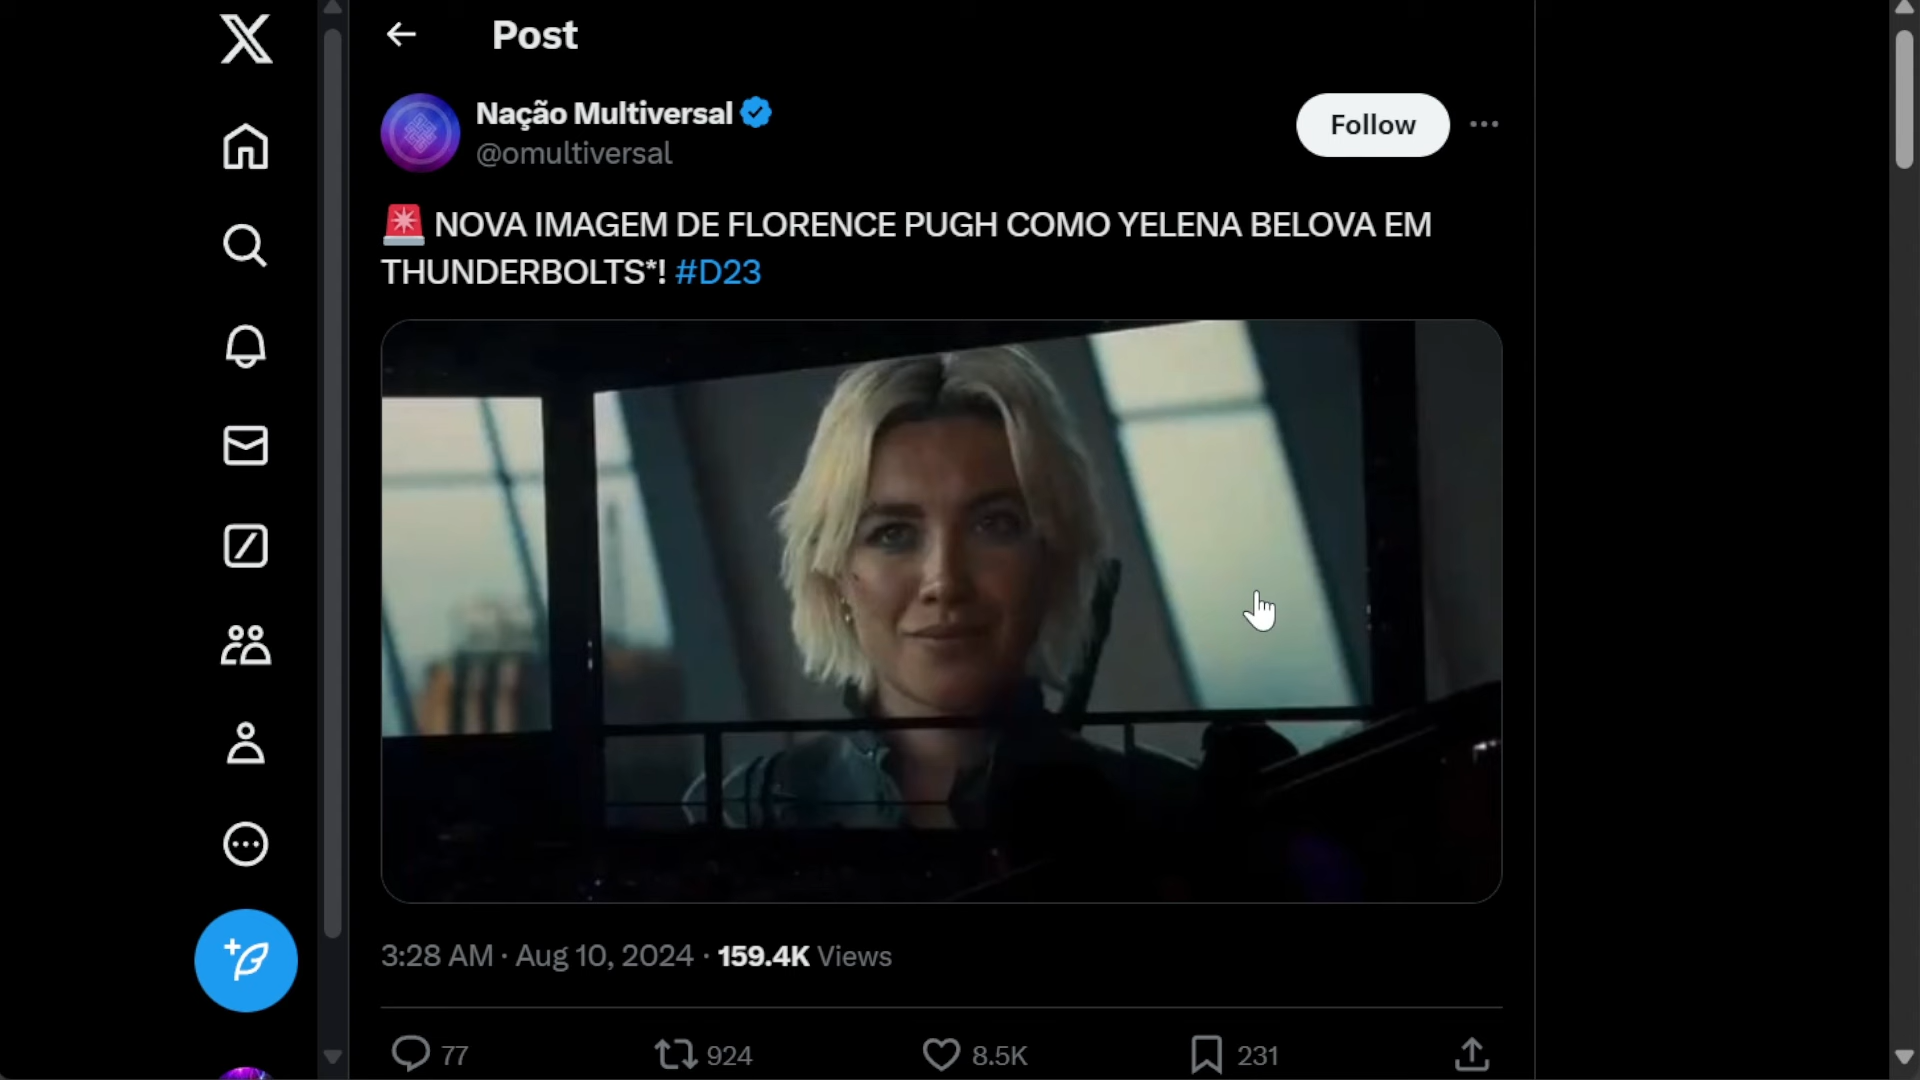 Post
Nação Multiversal
@omultiversal
Follow
🚨 NOVA IMAGEM DE FLORENCE PUGH COMO YELENA BELOVA EM
THUNDERBOLTS*! #D23
3:28 AM · Aug 10, 2024 · 159.4K Views
77 924 8.5K 231